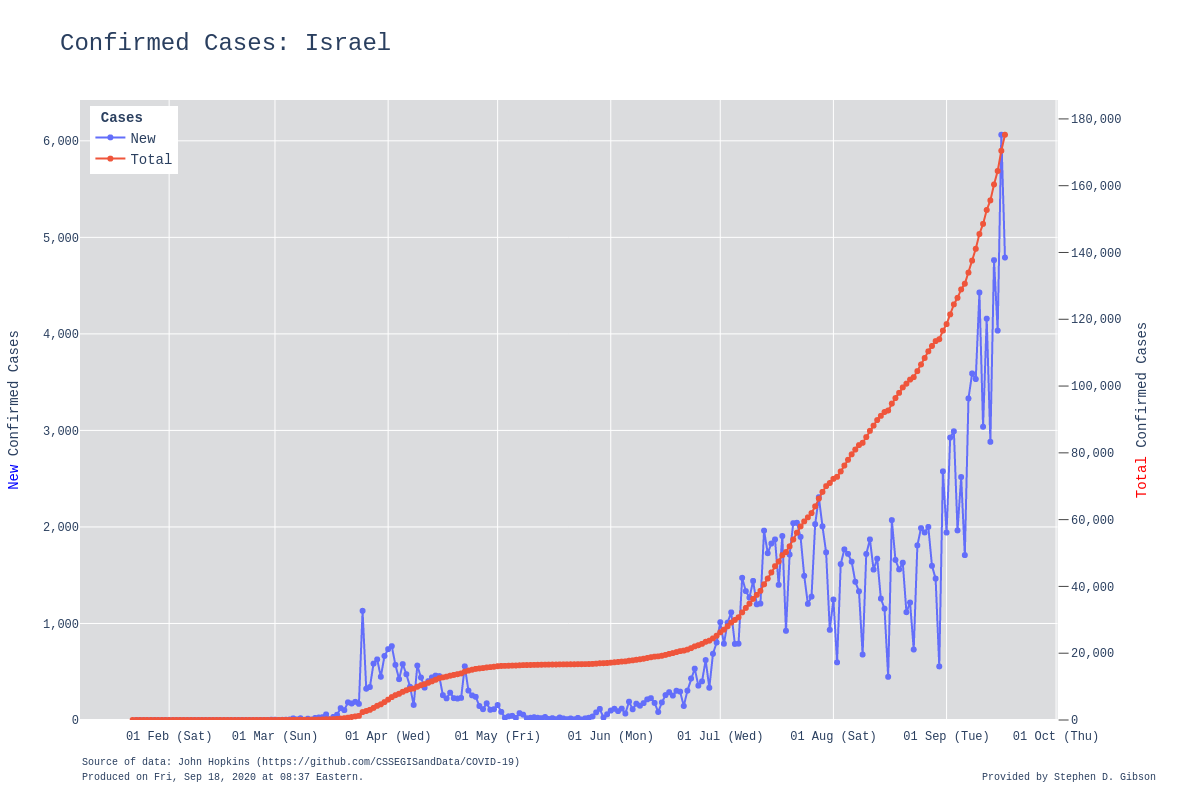 Confirmed Cases: Israel
Cases
New
Total
6,000
5,000
4,000
3,000
2,000
1,000
0
New Confirmed Cases
180,000
160,000
140,000
120,000
100,000
80,000
60,000
40,000
20,000
0
Total Confirmed Cases
01 Feb (Sat) 01 Mar (Sun) 01 Apr (Wed) 01 May (Fri) 01 Jun (Mon) 01 Jul (Wed) 01 Aug (Sat) 01 Sep (Tue) 01 Oct (Thu)
Source of data: John Hopkins (https://github.com/CSSEGISandData/COVID-19)
Produced on Fri, Sep 18, 2020 at 08:37 Eastern.
Provided by Stephen D. Gibson